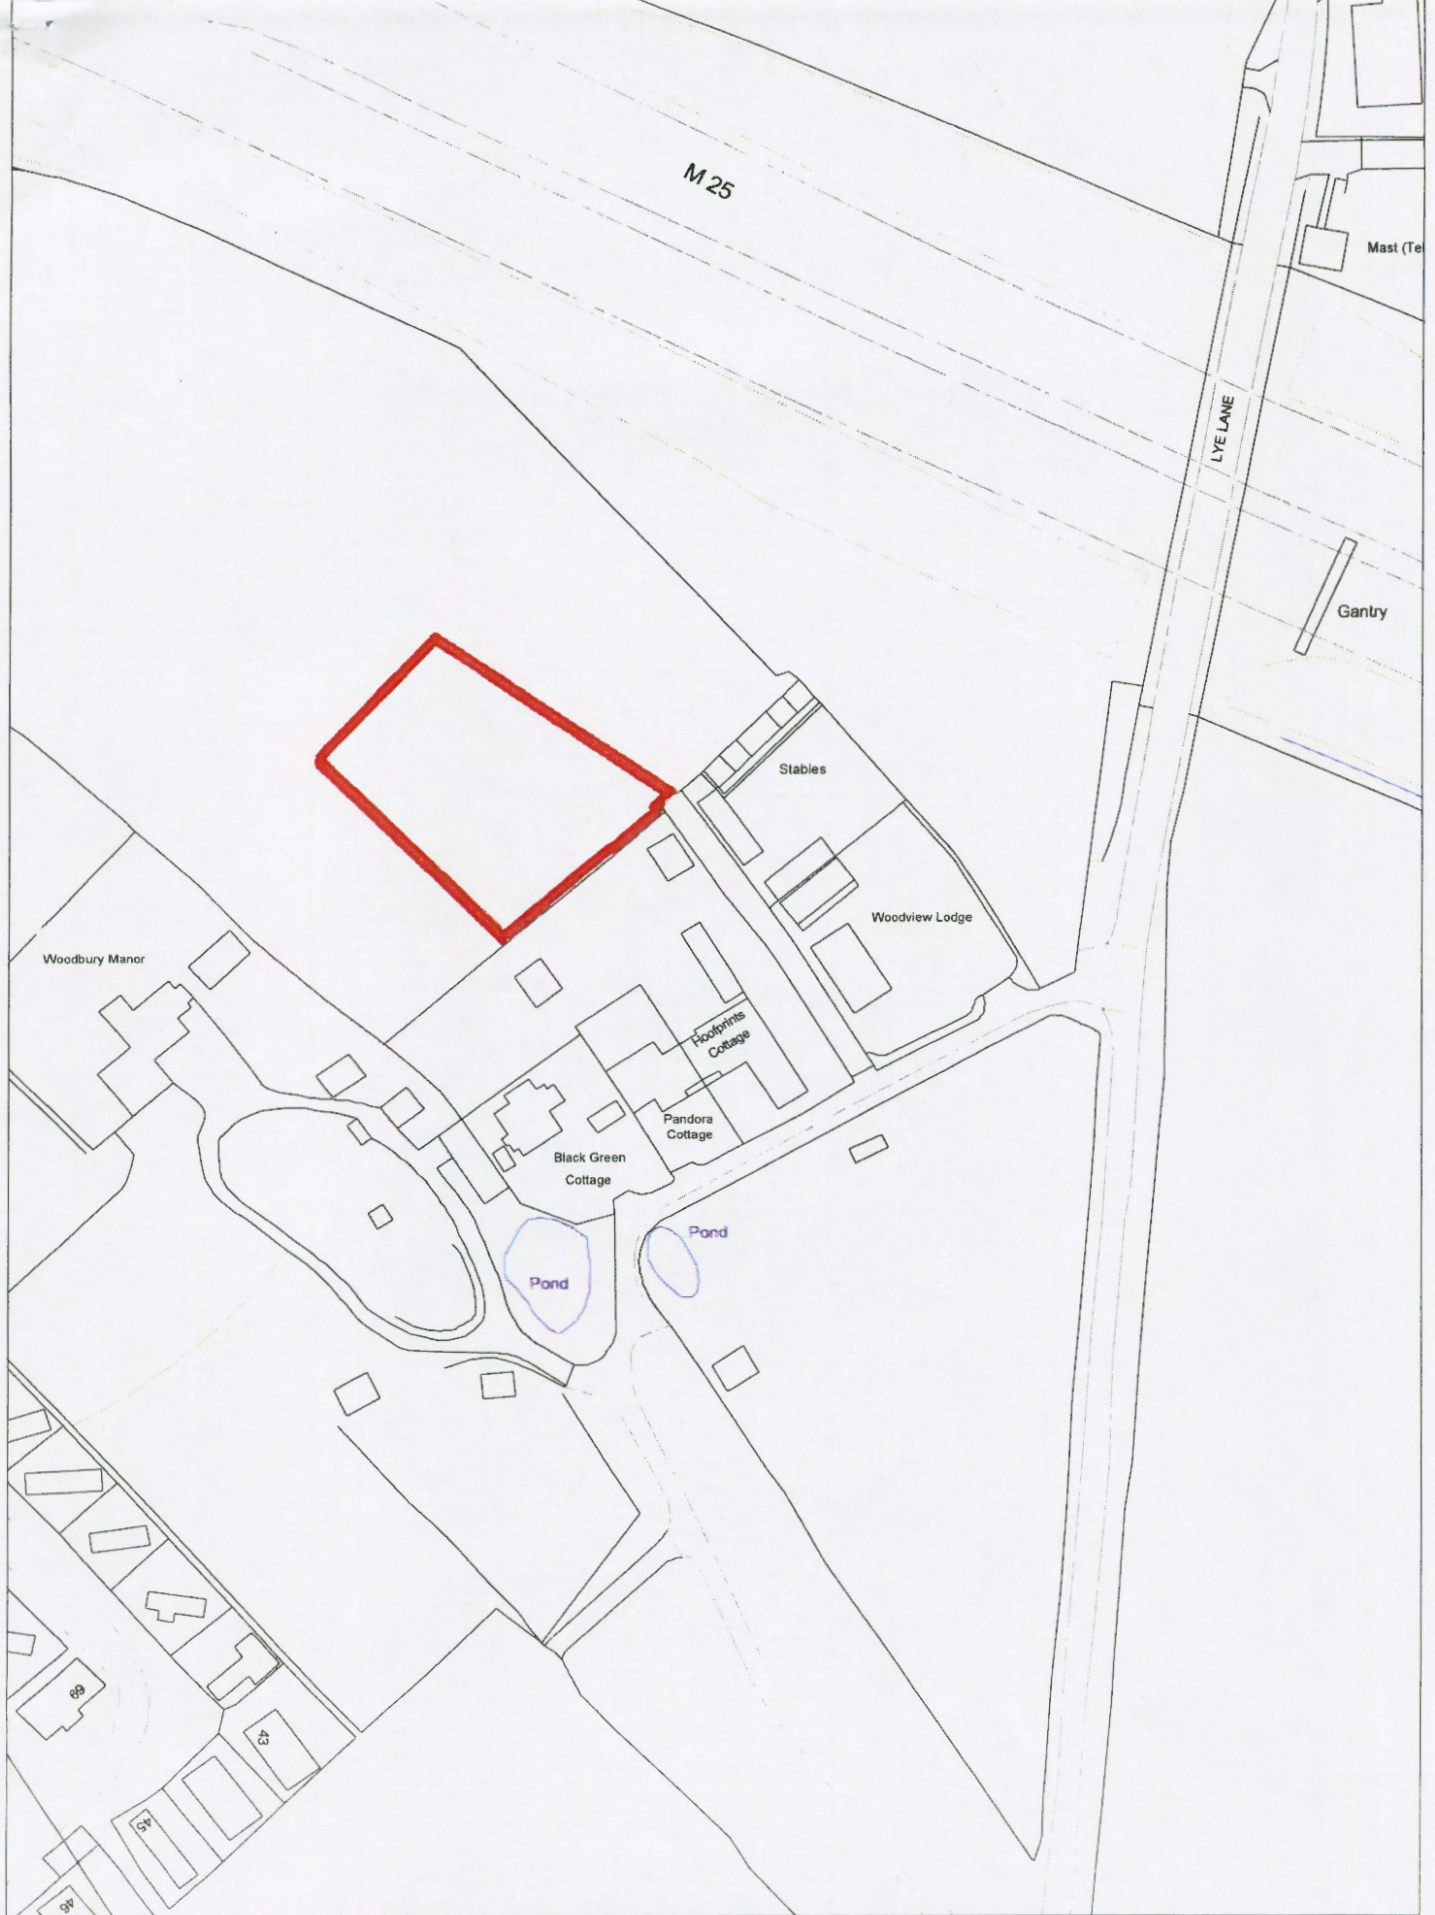 M 25
Mast (Te
LYE LANE
Gantry
Stables
Woodview Lodge
Woodbury Manor
Hoofprints
Cottage
Pandora
Cottage
Black Green
Cottage
Pond
Pond
69
43
45
46